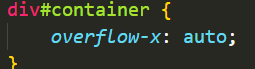 div#container {
    overflow-x: auto;
}